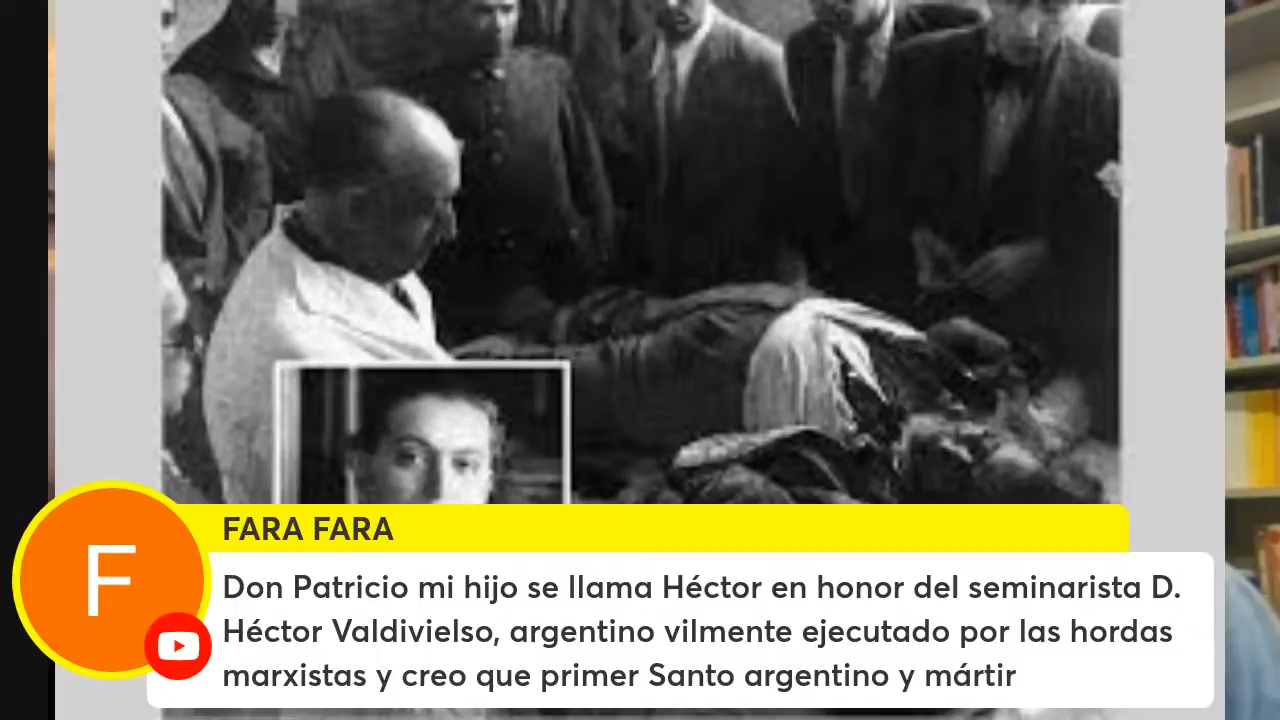 FARA FARA
F
Don Patricio mi hijo se llama Héctor en honor del seminarista D.
Héctor Valdivielso, argentino vilmente ejecutado por las hordas
marxistas y creo que primer Santo argentino y mártir